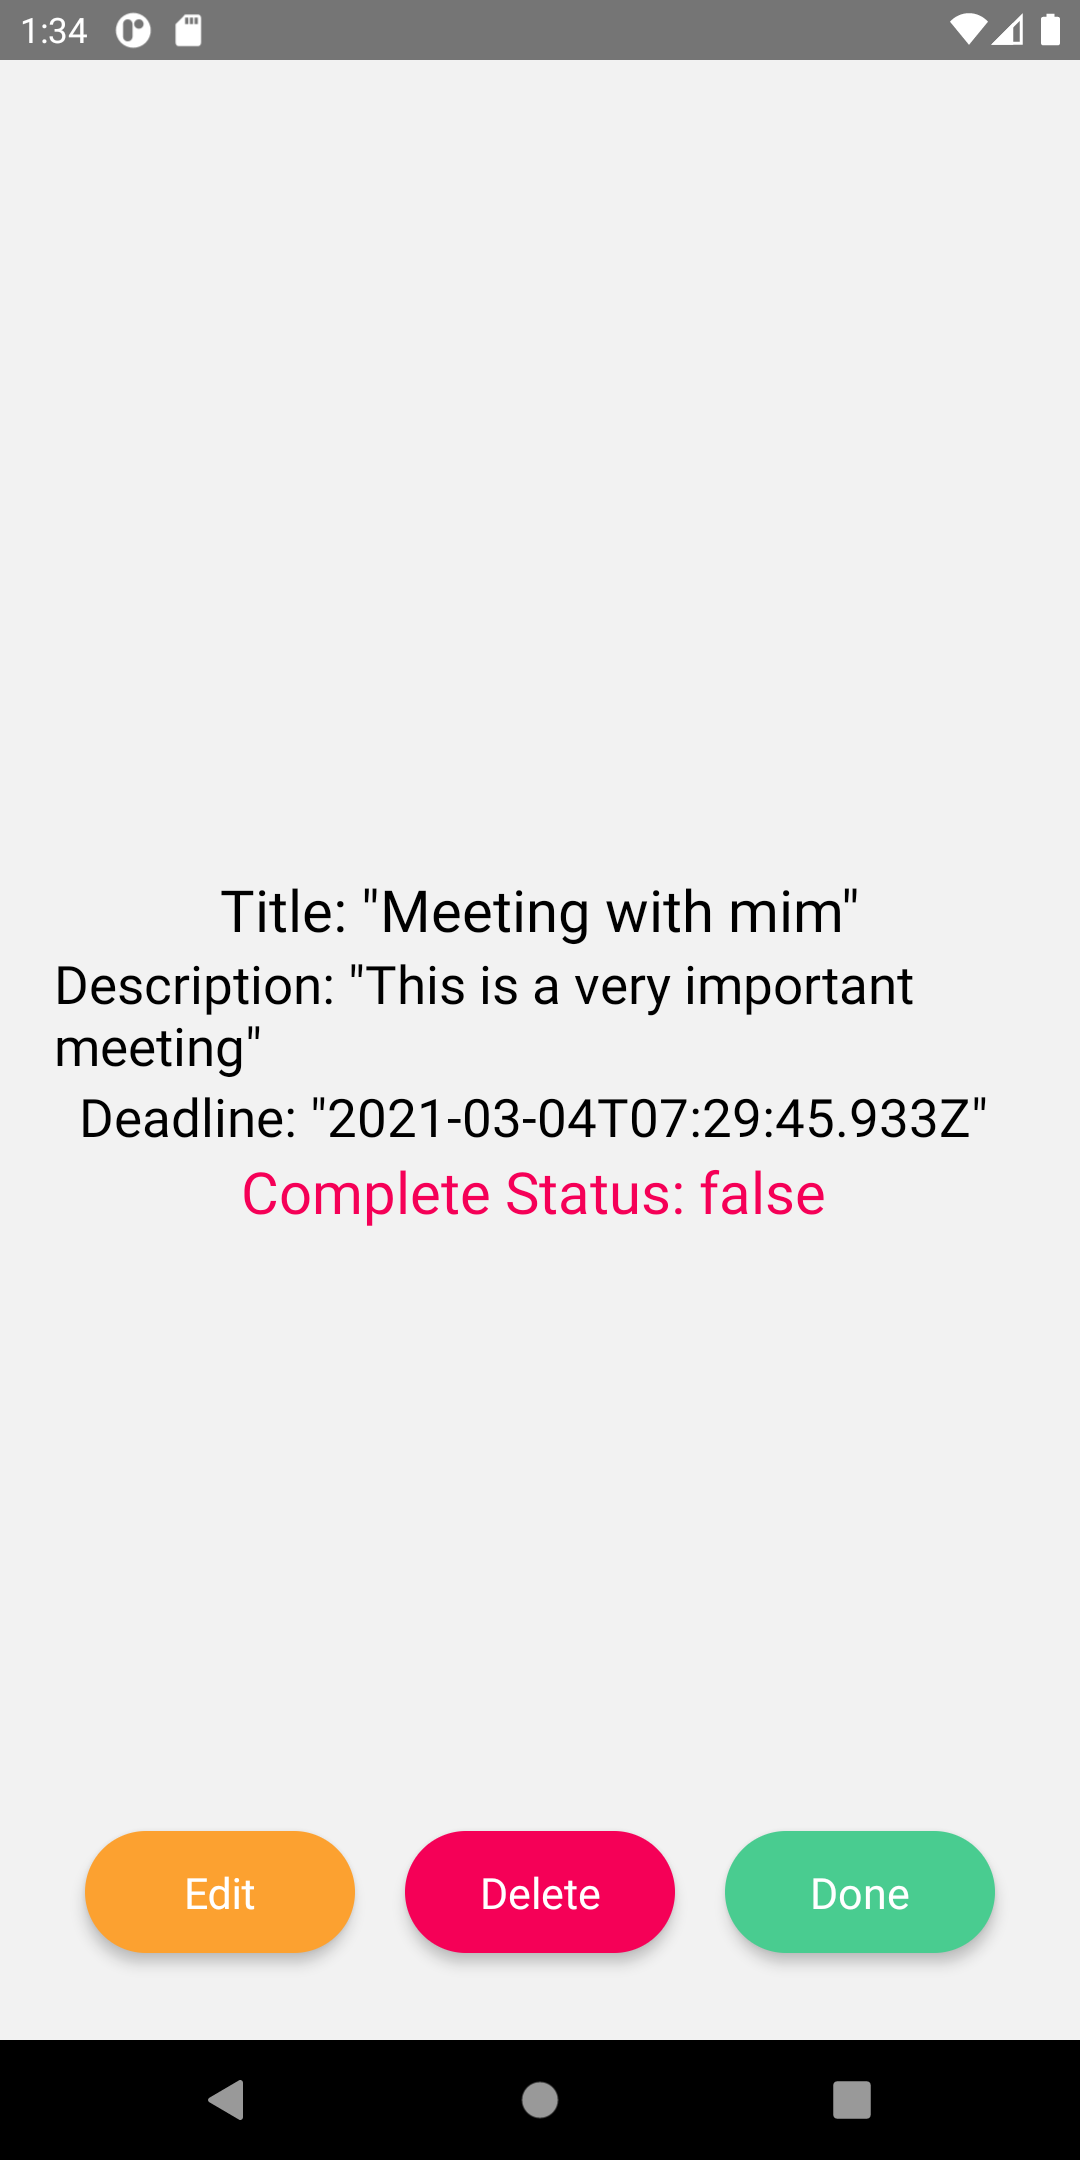 1:34
Title: "Meeting with mim"
Description: "This is a very important
meeting"
Deadline: "2021-03-04T07:29:45.933Z"
Complete Status: false
Edit
Delete
Done